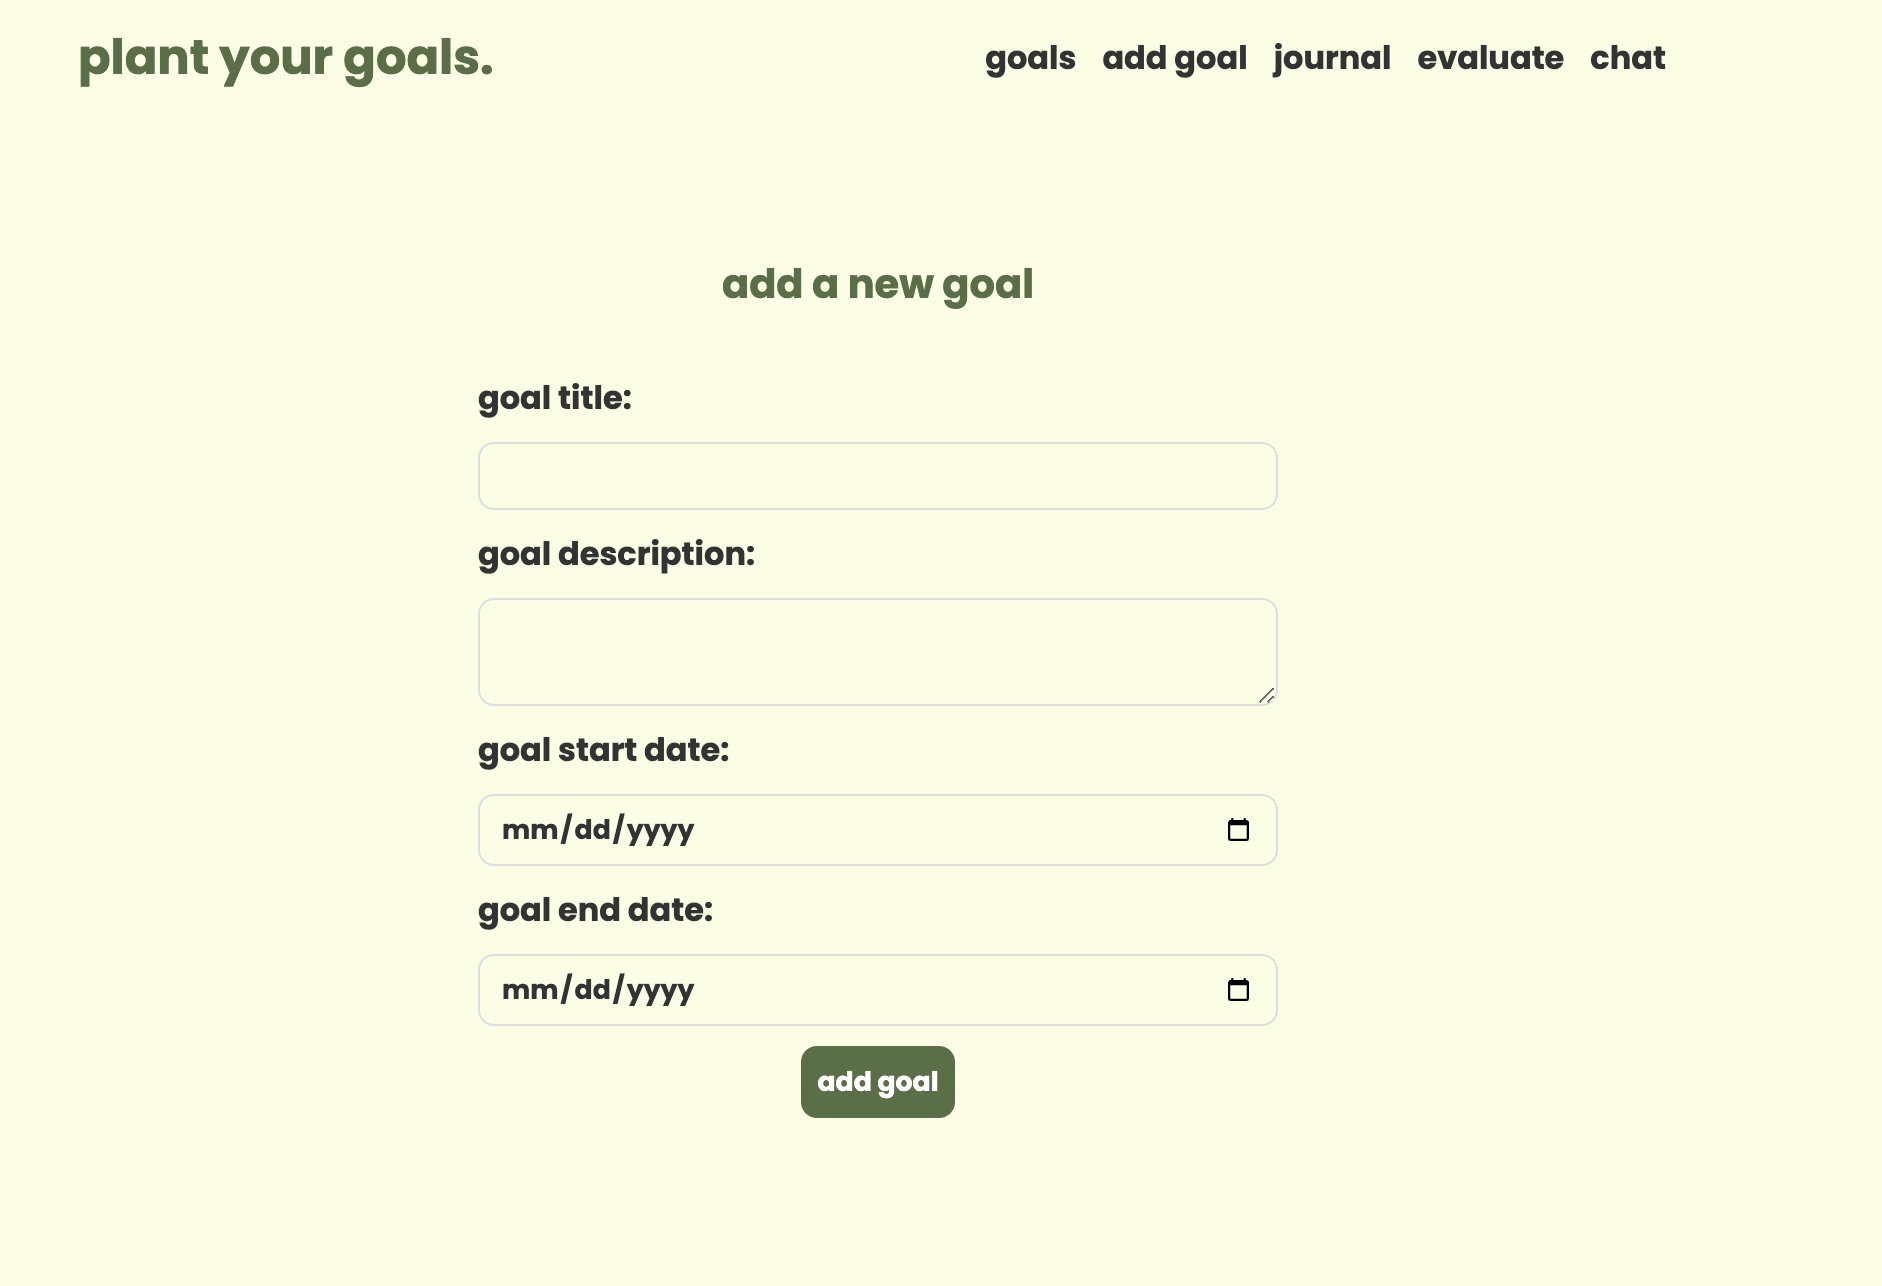 plant your goals.
goals add goal journal evaluate chat
add a new goal
goal title:
goal description:
goal start date:
mm/dd/yyyy
goal end date:
mm/dd/yyyy
add goal